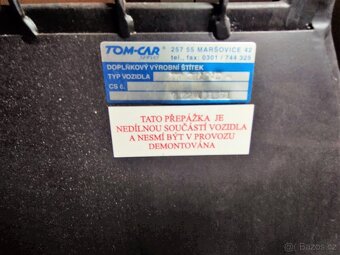 TOM-CAR
SERVIS
257 55 MARŠOVICE 42
tel., fax 0301 / 744 329
DOPLŇKOVÝ VÝROBNÍ ŠTÍTEK
TYP VOZIDLA
CS č.
TATO PŘEPÁŽKA JE
NEDÍLNOU SOUČÁSTÍ VOZIDLA
A NESMÍ BÝT V PROVOZU
DEMONTOVÁNA
Bazos.cz